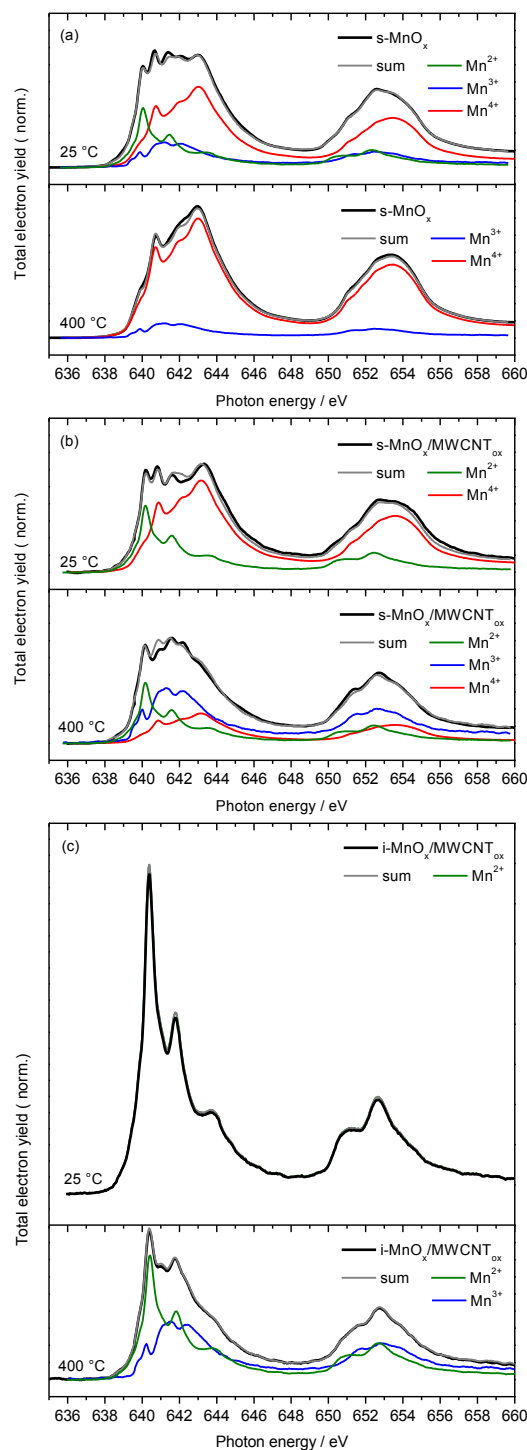 (a)
s-MnOx
sum Mn2+
Mn3+
Mn4+
25 °C
s-MnOx
sum Mn3+
Mn4+
400 °C
Total electron yield ( norm.)
636 638 640 642 644 646 648 650 652 654 656 658 660
Photon energy / eV
(b)
s-MnOx/MWCNTox
sum Mn2+
Mn4+
25 °C
s-MnOx/MWCNTox
sum Mn2+
Mn3+
Mn4+
400 °C
Total electron yield ( norm.)
636 638 640 642 644 646 648 650 652 654 656 658 660
Photon energy / eV
(c)
i-MnOx/MWCNTox
sum Mn2+
25 °C
i-MnOx/MWCNTox
sum Mn2+
Mn3+
400 °C
Total electron yield ( norm.)
636 638 640 642 644 646 648 650 652 654 656 658 660
Photon energy / eV